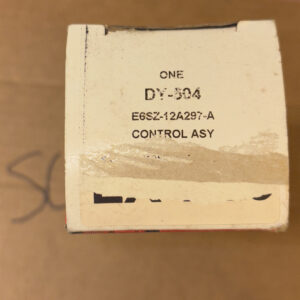 ONE
DY-504
E6SZ-12A297-A
CONTROL ASY